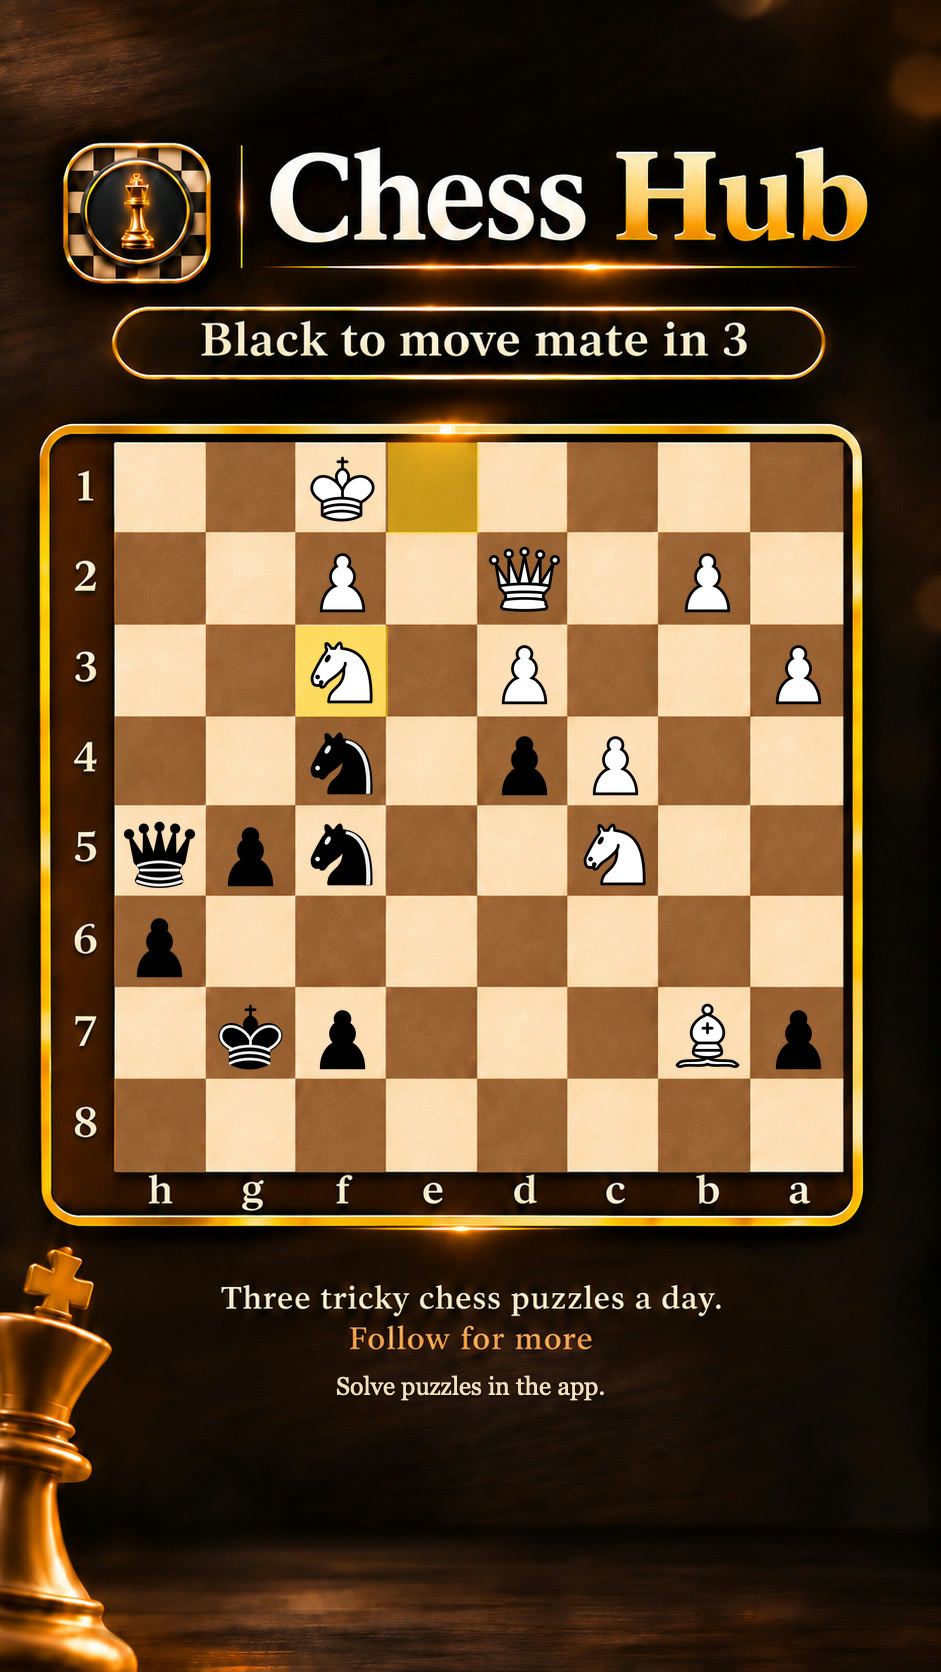 Chess Hub
Black to move mate in 3
1
2
3
4
5
6
7
8
h g f e d c b a
Three tricky chess puzzles a day.
Follow for more
Solve puzzles in the app.